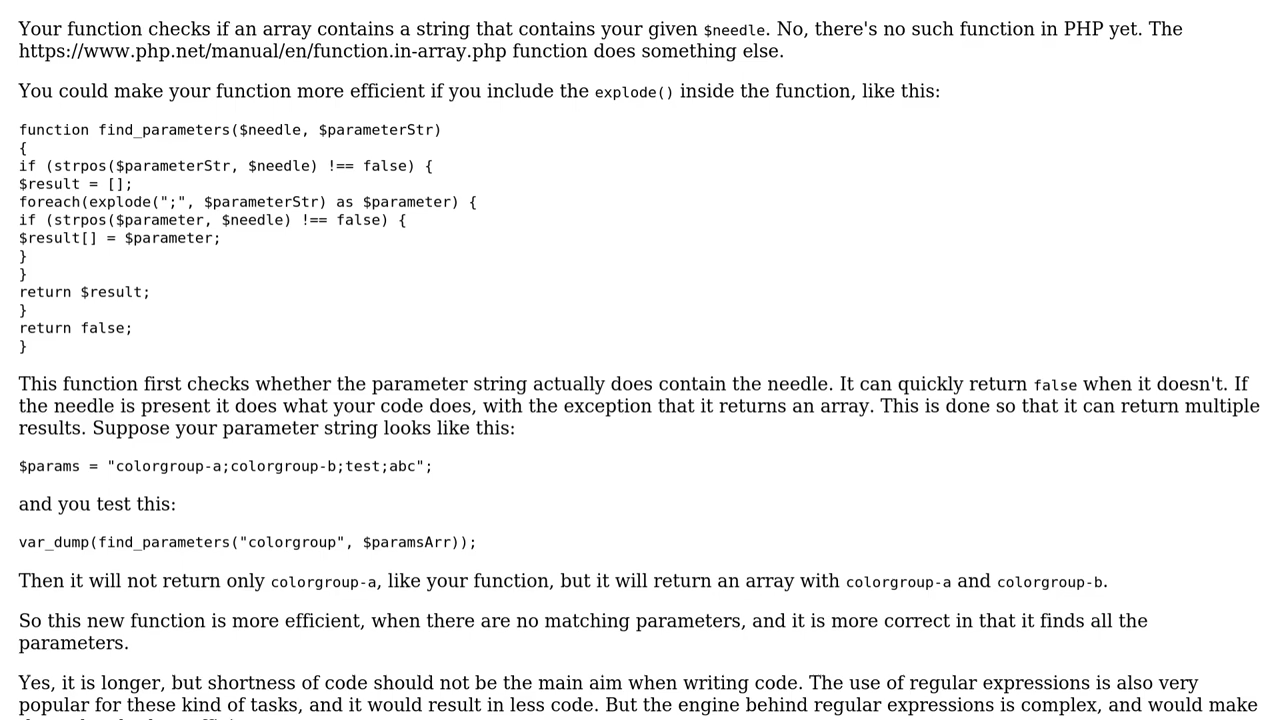 Your function checks if an array contains a string that contains your given $needle. No, there's no such function in PHP yet. The
https://www.php.net/manual/en/function.in-array.php function does something else.
You could make your function more efficient if you include the explode() inside the function, like this:
function find_parameters($needle, $parameterStr)
{
if (strpos($parameterStr, $needle) !== false) {
$result = [];
foreach(explode(";", $parameterStr) as $parameter) {
if (strpos($parameter, $needle) !== false) {
$result[] = $parameter;
}
}
return $result;
}
return false;
}
This function first checks whether the parameter string actually does contain the needle. It can quickly return false when it doesn't. If
the needle is present it does what your code does, with the exception that it returns an array. This is done so that it can return multiple
results. Suppose your parameter string looks like this:
$params = "colorgroup-a;colorgroup-b;test;abc";
and you test this:
var_dump(find_parameters("colorgroup", $paramsArr));
Then it will not return only colorgroup-a, like your function, but it will return an array with colorgroup-a and colorgroup-b.
So this new function is more efficient, when there are no matching parameters, and it is more correct in that it finds all the
parameters.
Yes, it is longer, but shortness of code should not be the main aim when writing code. The use of regular expressions is also very
popular for these kind of tasks, and it would result in less code. But the engine behind regular expressions is complex, and would make